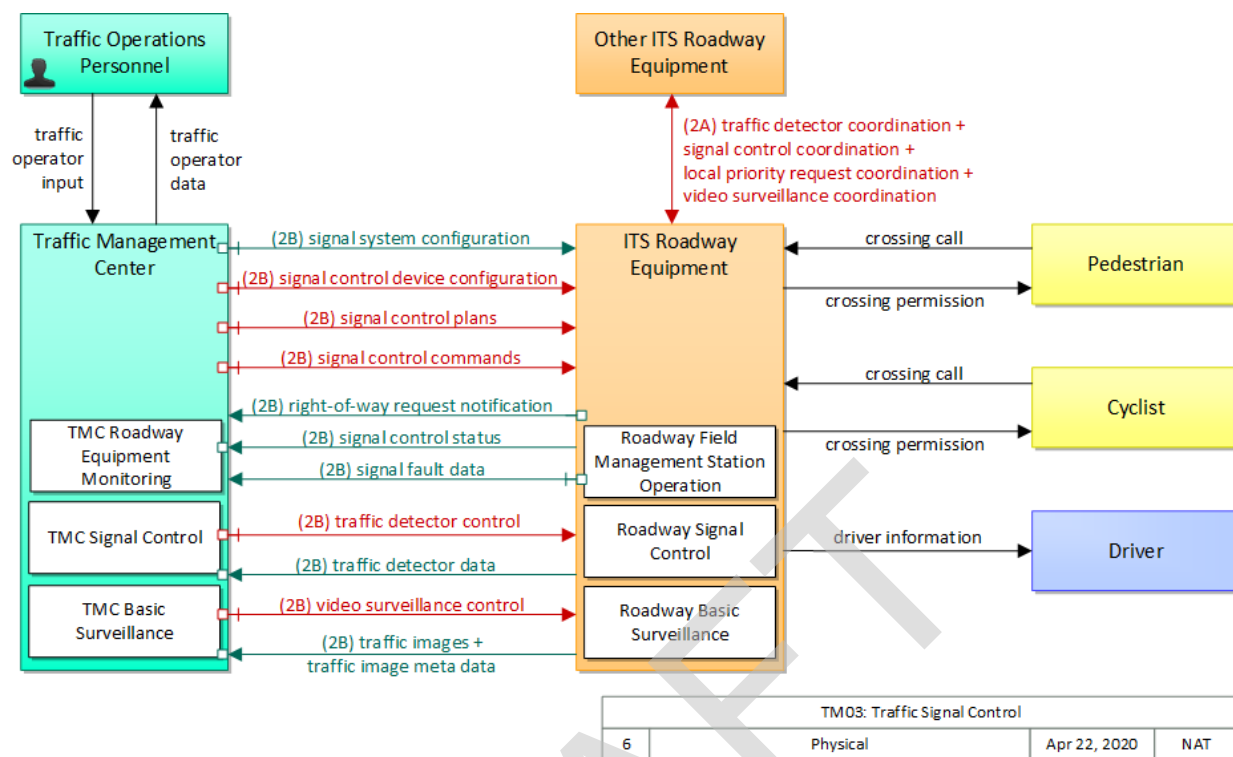 Traffic Operations
Personnel
Other ITS Roadway
Equipment
traffic
operator
input
traffic
operator
data
(2A) traffic detector coordination +
signal control coordination +
local priority request coordination +
video surveillance coordination
Traffic Management
Center
(2B) signal system configuration
ITS Roadway
Equipment
crossing call
Pedestrian
(2B) signal control device configuration
crossing permission
(2B) signal control plans
(2B) signal control commands
crossing call
Cyclist
(2B) right-of-way request notification
TMC Roadway
Equipment
Monitoring
(2B) signal control status
Roadway Field
Management Station
Operation
crossing permission
(2B) signal fault data
TMC Signal Control
(2B) traffic detector control
Roadway Signal
Control
driver information
Driver
(2B) traffic detector data
TMC Basic
Surveillance
(2B) video surveillance control
Roadway Basic
Surveillance
(2B) traffic images +
traffic image meta data
TM03: Traffic Signal Control
6 Physical Apr 22, 2020 NAT